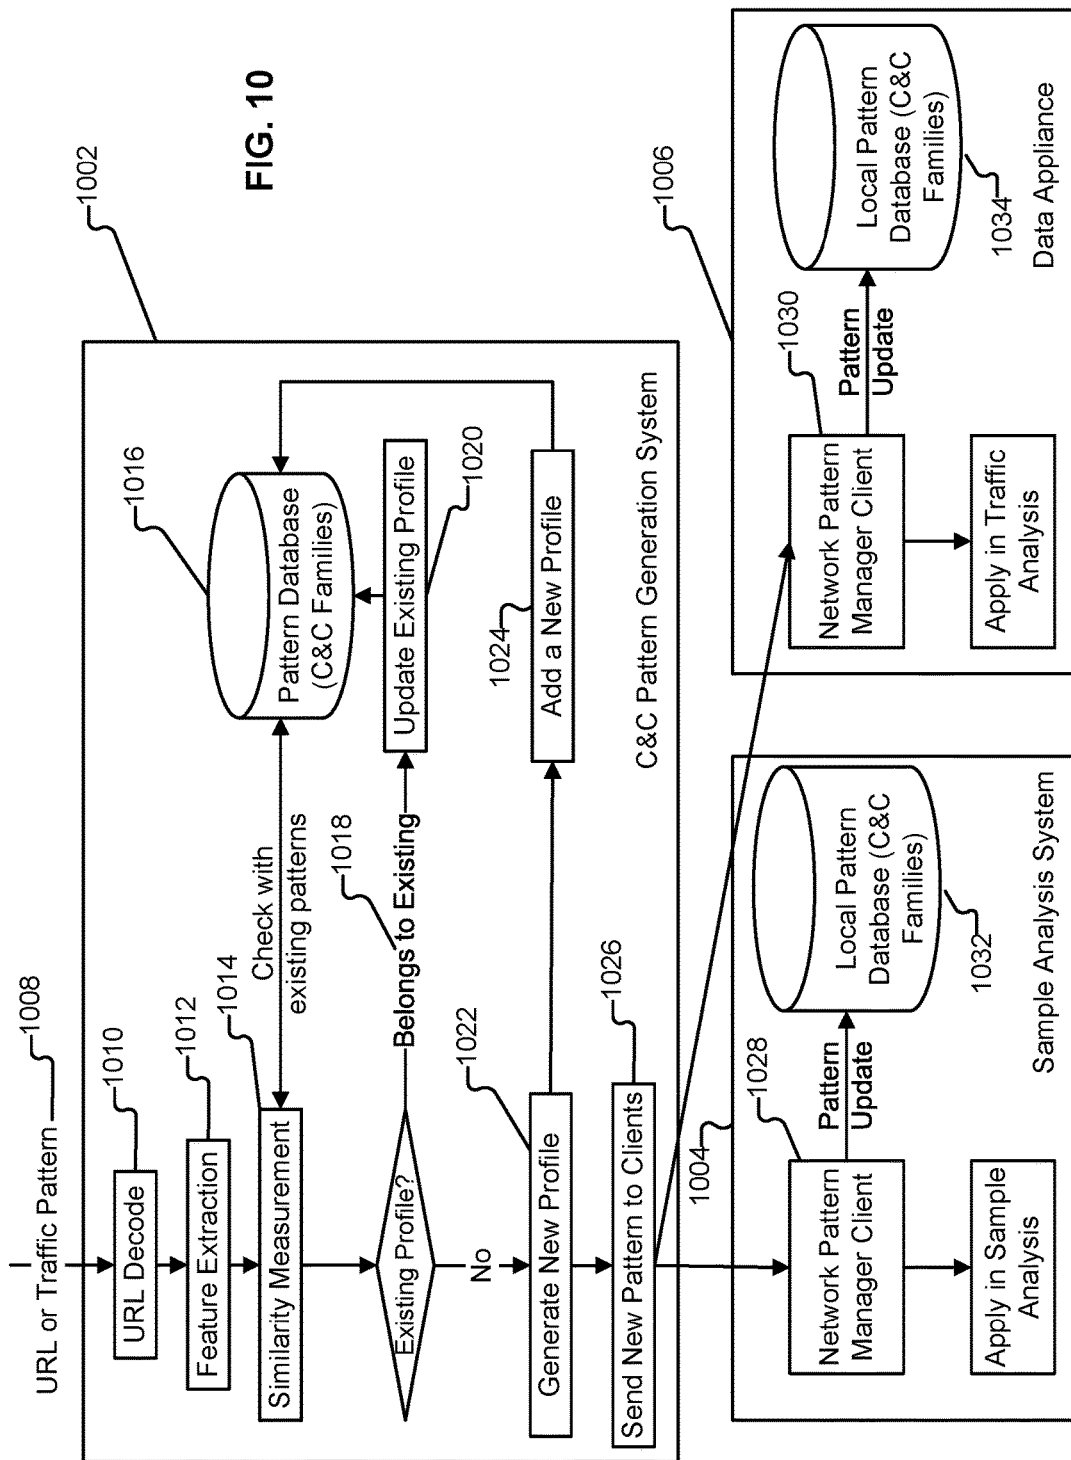 FIG. 10
URL or Traffic Pattern
1008
1002
URL Decode
1010
Feature Extraction
1012
Similarity Measurement
1014
Check with
existing patterns
Pattern Database
(C&C Families)
1016
Existing Profile?
Belongs to Existing
1018
Update Existing Profile
1020
No
Generate New Profile
1022
Add a New Profile
1024
Send New Pattern to Clients
1026
C&C Pattern Generation System
1004
Network Pattern
Manager Client
1028
Pattern
Update
Local Pattern
Database (C&C
Families)
1032
Apply in Sample
Analysis
Sample Analysis System
1006
Network Pattern
Manager Client
1030
Pattern
Update
Local Pattern
Database (C&C
Families)
1034
Apply in Traffic
Analysis
Data Appliance